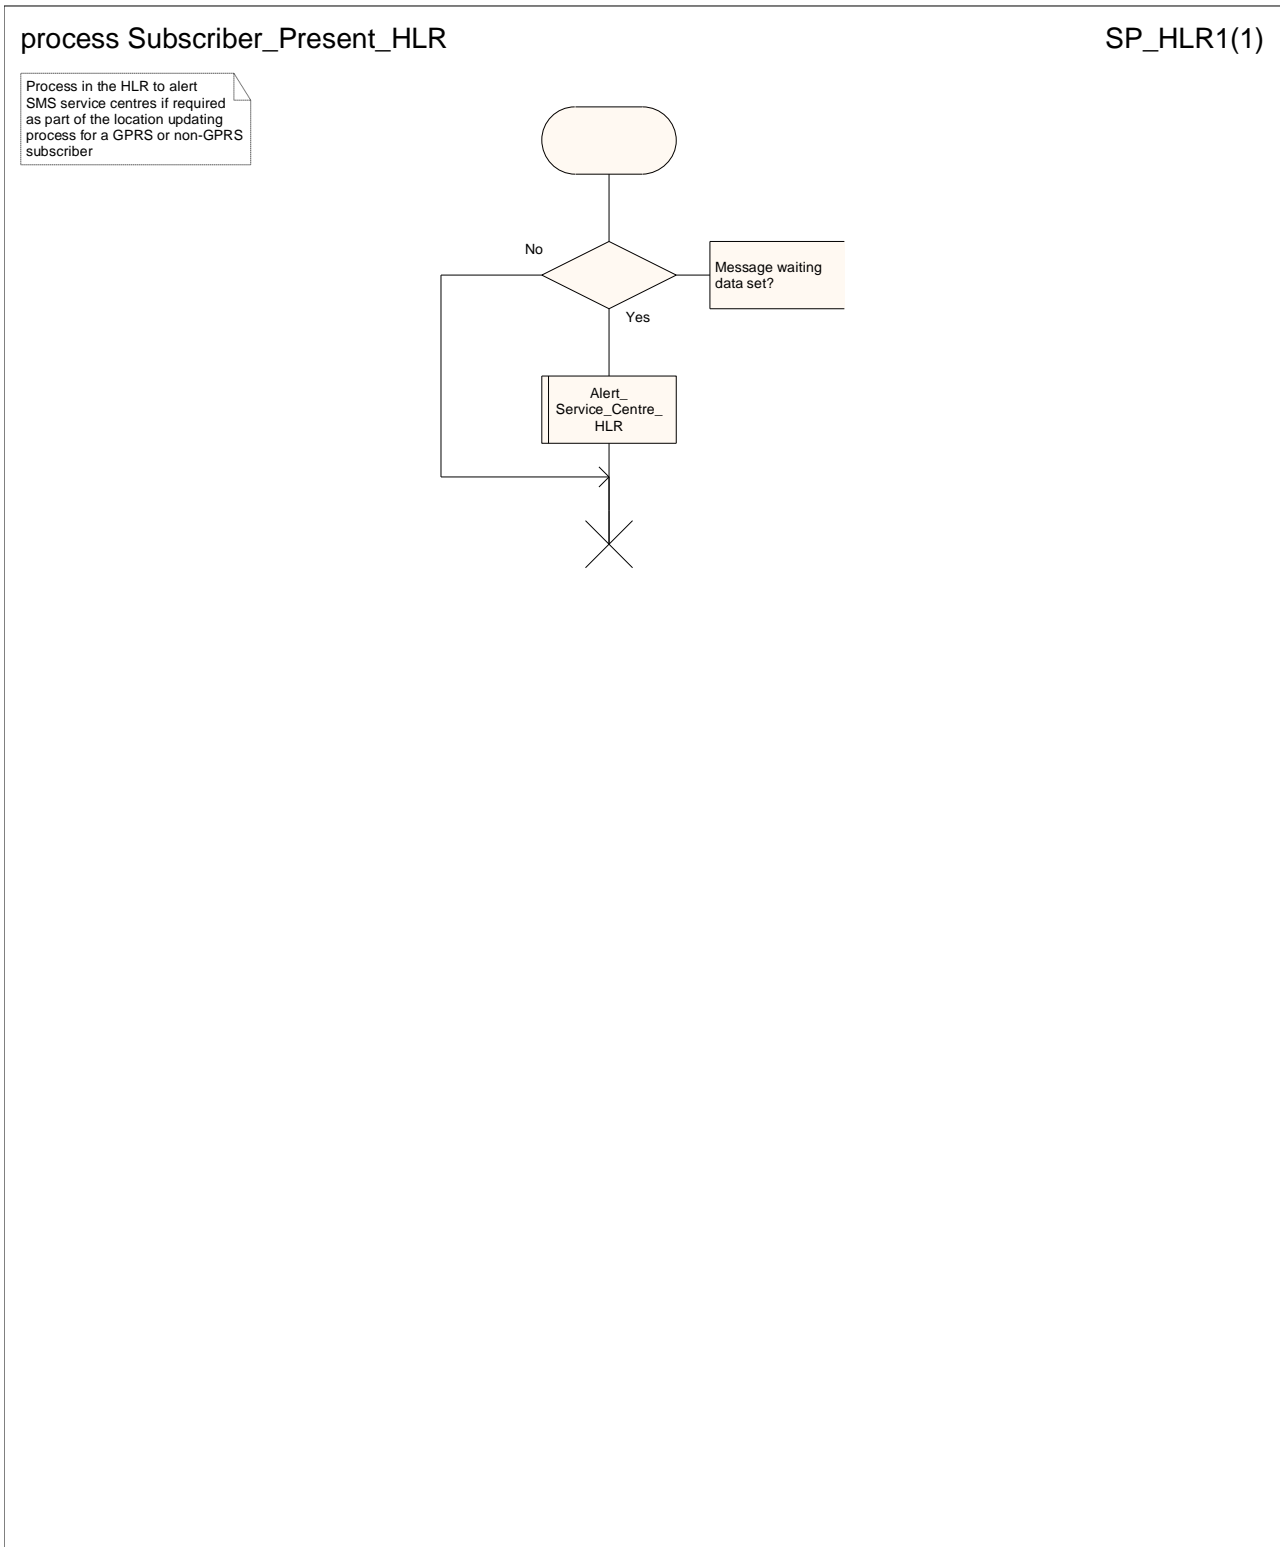 process Subscriber_Present_HLR
SP_HLR1(1)
Process in the HLR to alert
SMS service centres if required
as part of the location updating
process for a GPRS or non-GPRS
subscriber
No
Message waiting
data set?
Yes
Alert_
Service_Centre_
HLR